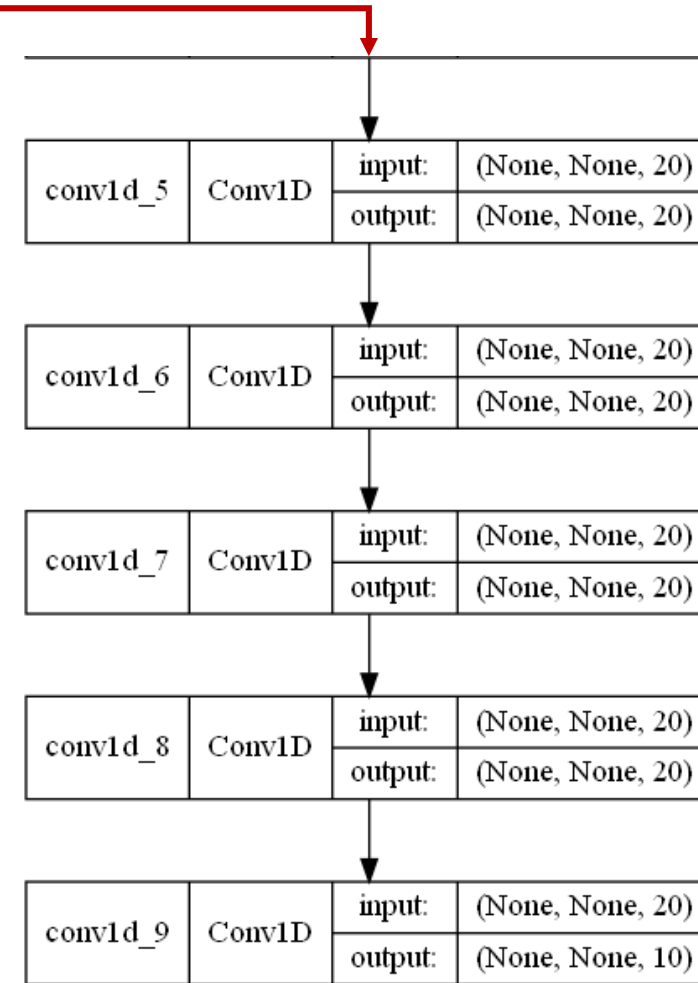 conv1d_5 Conv1D input: (None, None, 20)
output: (None, None, 20)
conv1d_6 Conv1D input: (None, None, 20)
output: (None, None, 20)
conv1d_7 Conv1D input: (None, None, 20)
output: (None, None, 20)
conv1d_8 Conv1D input: (None, None, 20)
output: (None, None, 20)
conv1d_9 Conv1D input: (None, None, 20)
output: (None, None, 10)